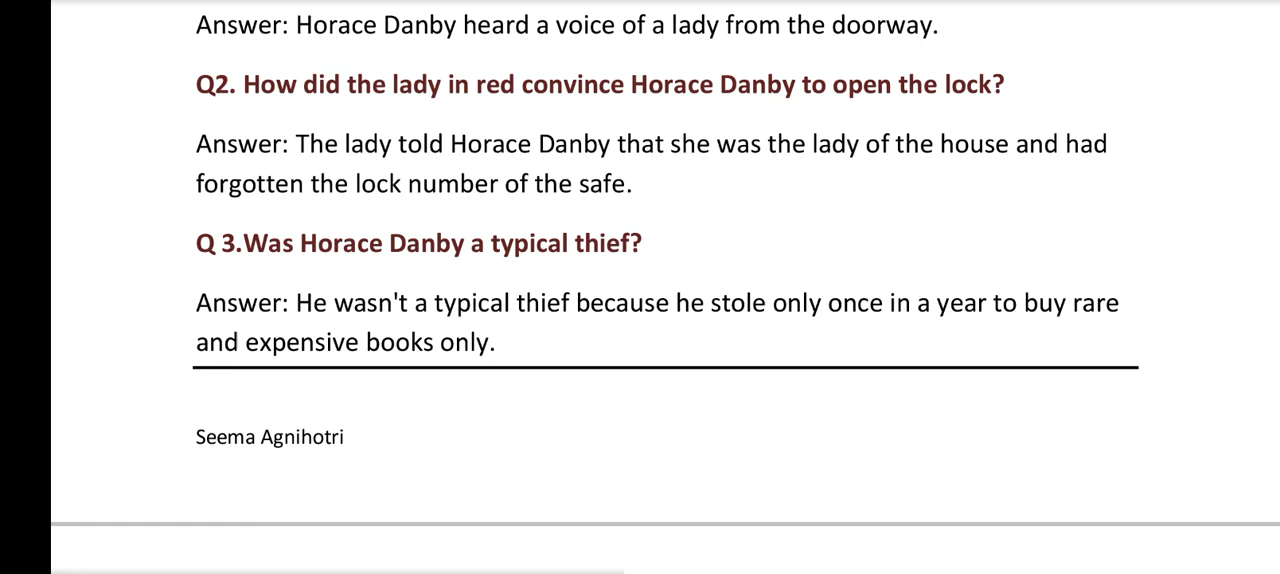 Answer: Horace Danby heard a voice of a lady from the doorway.
Q2. How did the lady in red convince Horace Danby to open the lock?
Answer: The lady told Horace Danby that she was the lady of the house and had
forgotten the lock number of the safe.
Q 3.Was Horace Danby a typical thief?
Answer: He wasn't a typical thief because he stole only once in a year to buy rare
and expensive books only.
Seema Agnihotri